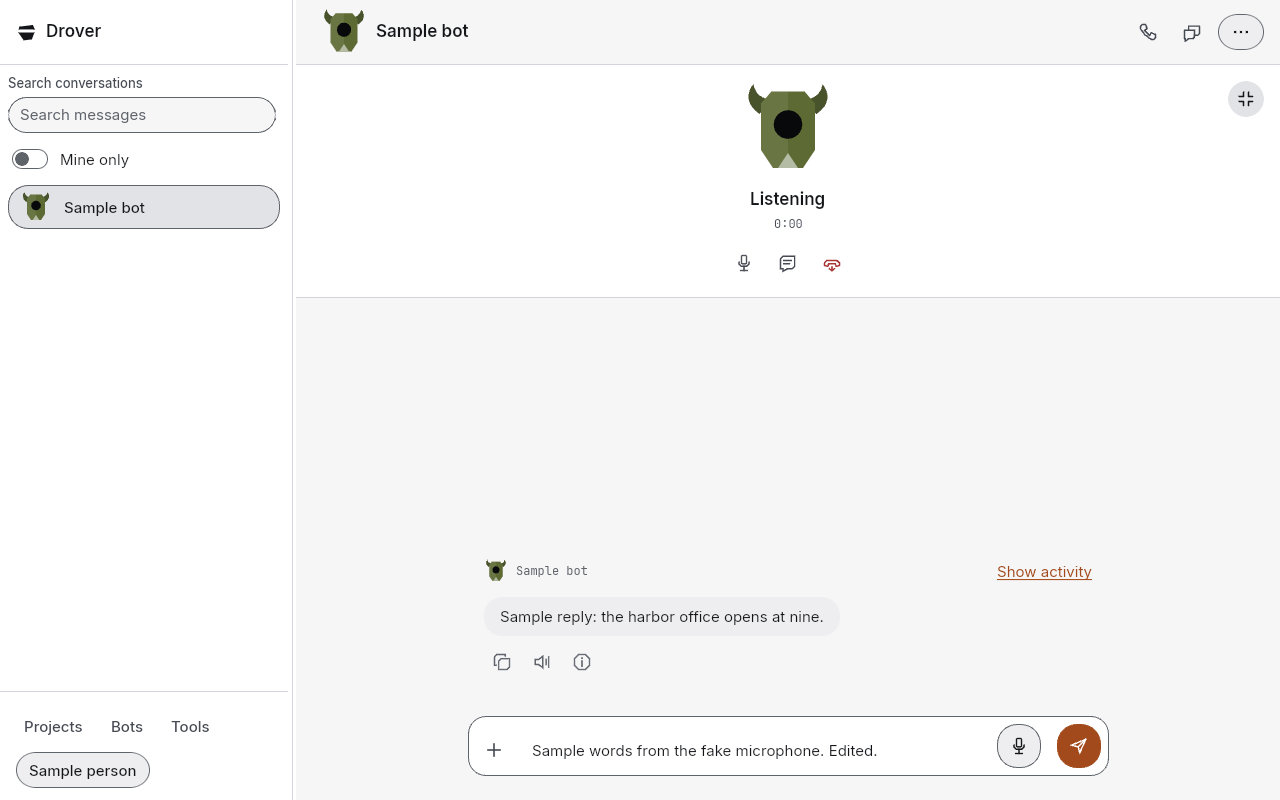 Drover
Search conversations
Search messages
Mine only
Sample bot
Projects
Bots
Tools
Sample person
Sample bot
Listening
0:00
Sample bot
Show activity
Sample reply: the harbor office opens at nine.
Sample words from the fake microphone. Edited.